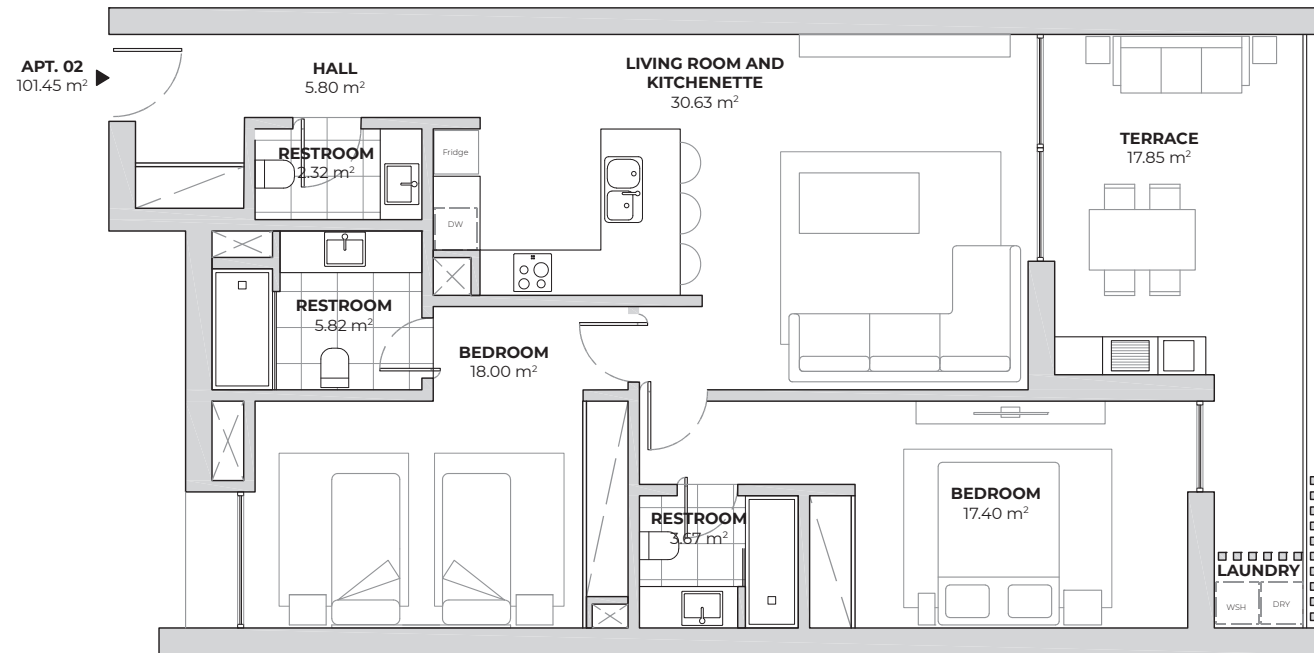 APT. 02
101.45 m²
HALL
5.80 m²
LIVING ROOM AND
KITCHENETTE
30.63 m²
TERRACE
17.85 m²
RESTROOM
2.32 m²
Fridge
DW
RESTROOM
5.82 m²
BEDROOM
18.00 m²
BEDROOM
17.40 m²
RESTROOM
3.67 m²
LAUNDRY
WSH
DRY